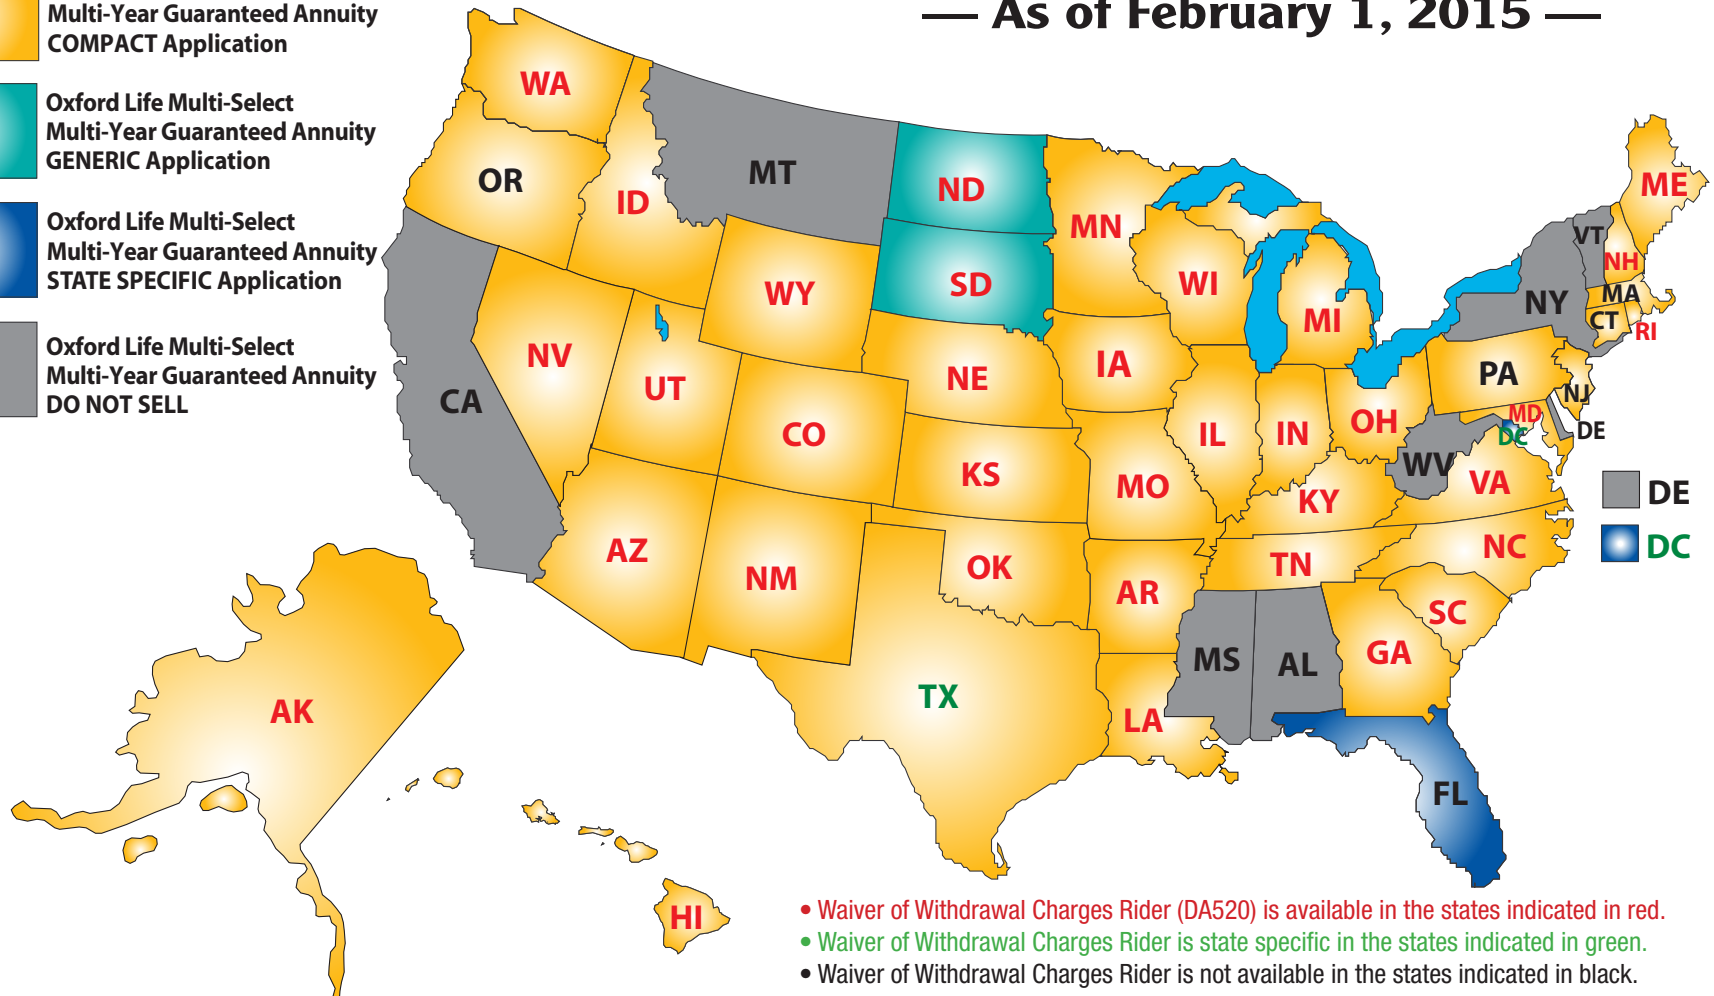 Multi-Year Guaranteed Annuity
COMPACT Application
Oxford Life Multi-Select
Multi-Year Guaranteed Annuity
GENERIC Application
Oxford Life Multi-Select
Multi-Year Guaranteed Annuity
STATE SPECIFIC Application
Oxford Life Multi-Select
Multi-Year Guaranteed Annuity
DO NOT SELL
— As of February 1, 2015 —
WA
OR
ID
MT
ND
SD
MN
WY
WI
MI
ME
VT
NH
MA
NY
CT
RI
NV
UT
CA
CO
NE
IA
IL
IN
OH
PA
NJ
MD
DC
DE
WV
VA
KS
MO
KY
DE
DC
AZ
NM
OK
AR
TN
NC
SC
MS
AL
GA
TX
LA
FL
AK
HI
• Waiver of Withdrawal Charges Rider (DA520) is available in the states indicated in red.
• Waiver of Withdrawal Charges Rider is state specific in the states indicated in green.
• Waiver of Withdrawal Charges Rider is not available in the states indicated in black.